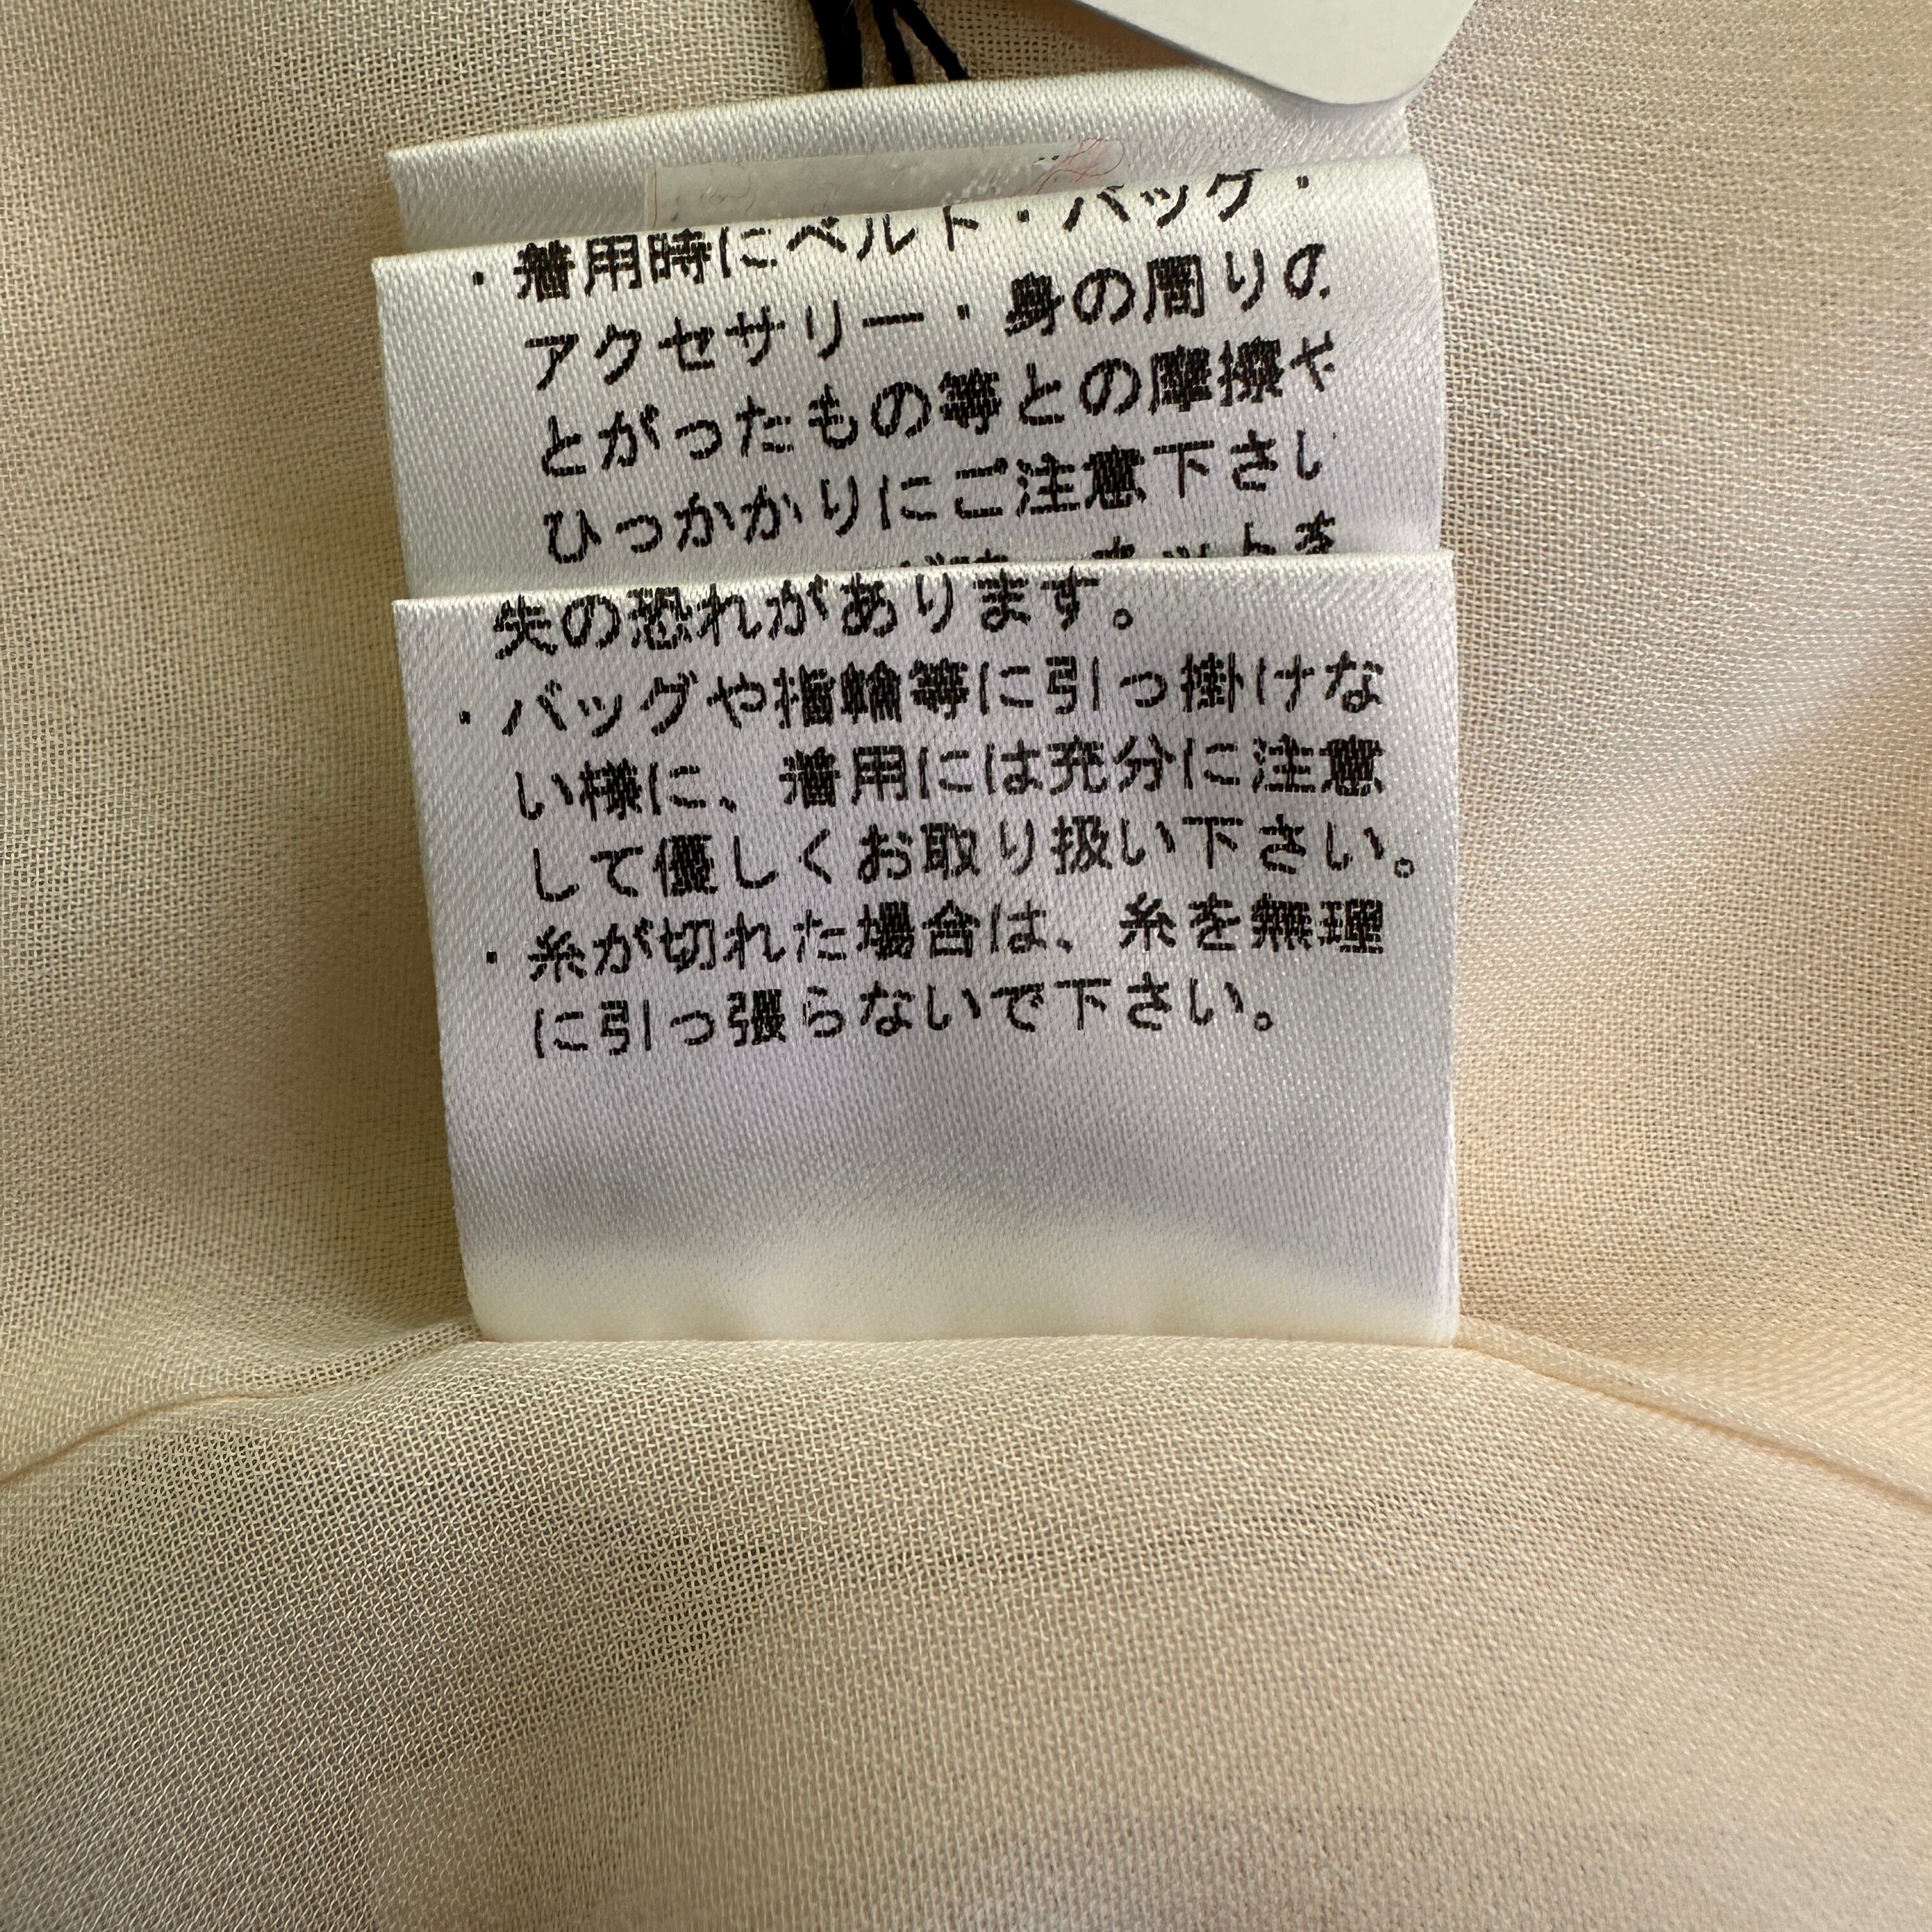 ・着用時にベルト・バッグ・
アクセサリー・身の周りの
とがったもの等との摩擦や
ひっかかりにご注意下さい
ネットを
失の恐れがあります。
・バッグや指輪等に引っ掛けな
い様に、着用には充分に注意
して優しくお取り扱い下さい。
・糸が切れた場合は、糸を無理
に引っ張らないで下さい。